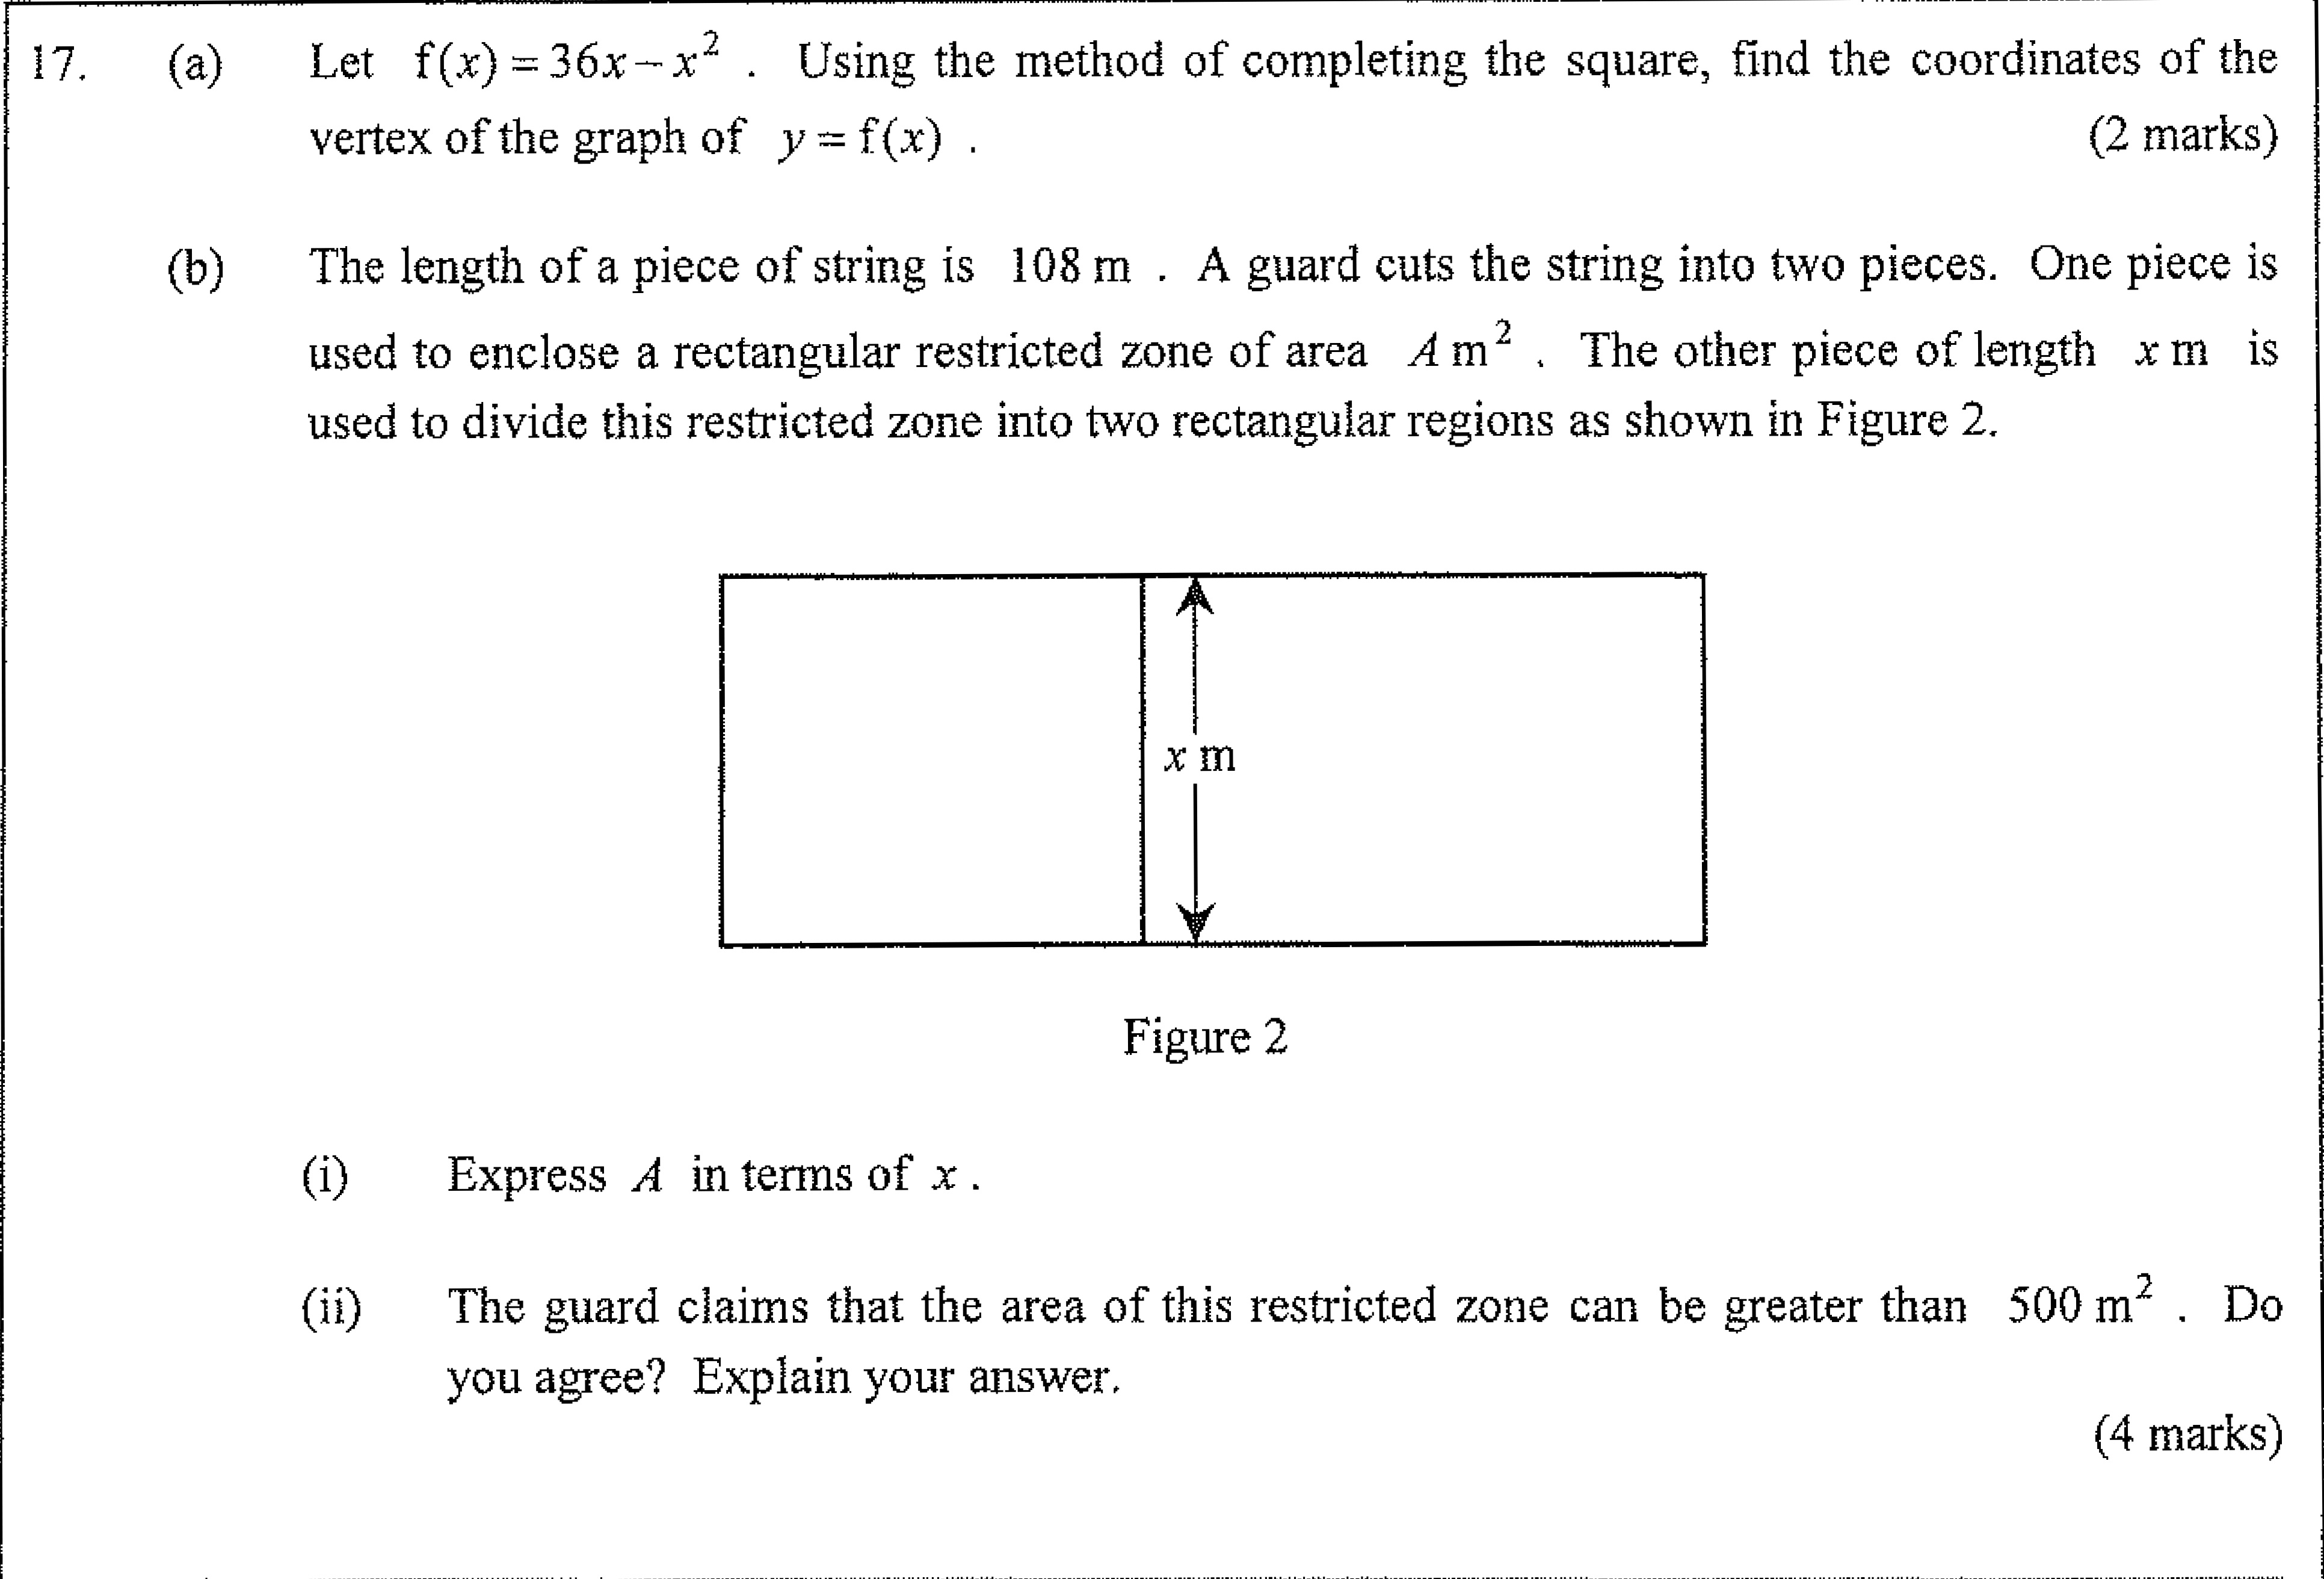 17. (a) Let f(x) = 36x − x² . Using the method of completing the square, find the coordinates of the
vertex of the graph of y = f(x) . (2 marks)
(b) The length of a piece of string is 108 m . A guard cuts the string into two pieces. One piece is
used to enclose a rectangular restricted zone of area A m² . The other piece of length x m is
used to divide this restricted zone into two rectangular regions as shown in Figure 2.
x m
Figure 2
(i) Express A in terms of x .
(ii) The guard claims that the area of this restricted zone can be greater than 500 m² . Do
you agree? Explain your answer.
(4 marks)